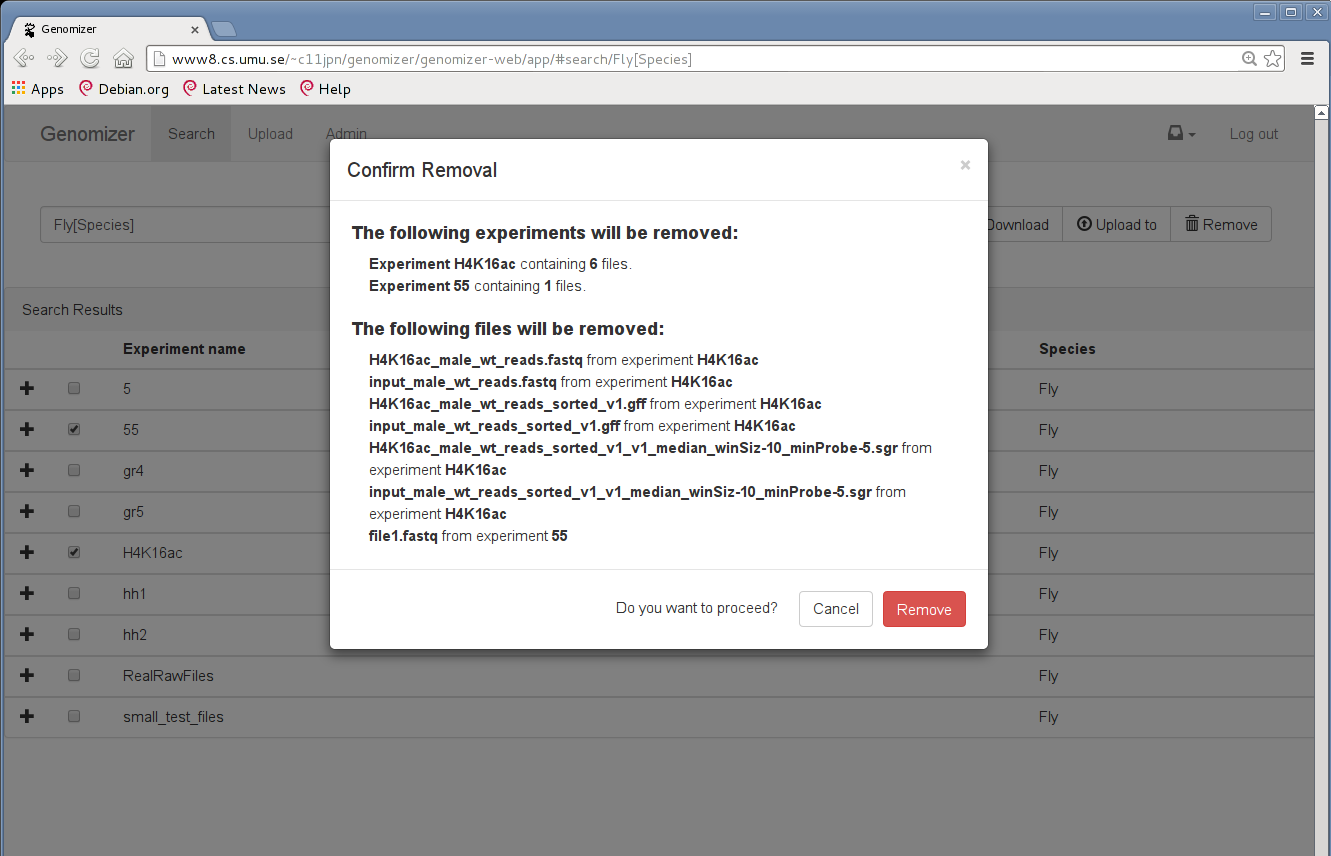 Genomizer
www8.cs.umu.se/~c11jpn/genomizer/genomizer-web/app/#search/Fly[Species]
Apps Debian.org Latest News Help
Genomizer Search Upload Admin Log out
Confirm Removal ×
Fly[Species] Download Upload to Remove
The following experiments will be removed:
Experiment H4K16ac containing 6 files.
Experiment 55 containing 1 files.
Search Results
The following files will be removed:
Experiment name Species
H4K16ac_male_wt_reads.fastq from experiment H4K16ac
input_male_wt_reads.fastq from experiment H4K16ac
H4K16ac_male_wt_reads_sorted_v1.gff from experiment H4K16ac
input_male_wt_reads_sorted_v1.gff from experiment H4K16ac
H4K16ac_male_wt_reads_sorted_v1_v1_median_winSiz-10_minProbe-5.sgr from
experiment H4K16ac
input_male_wt_reads_sorted_v1_v1_median_winSiz-10_minProbe-5.sgr from
experiment H4K16ac
file1.fastq from experiment 55
Do you want to proceed? Cancel Remove
5 Fly
55 Fly
gr4 Fly
gr5 Fly
H4K16ac Fly
hh1 Fly
hh2 Fly
RealRawFiles Fly
small_test_files Fly